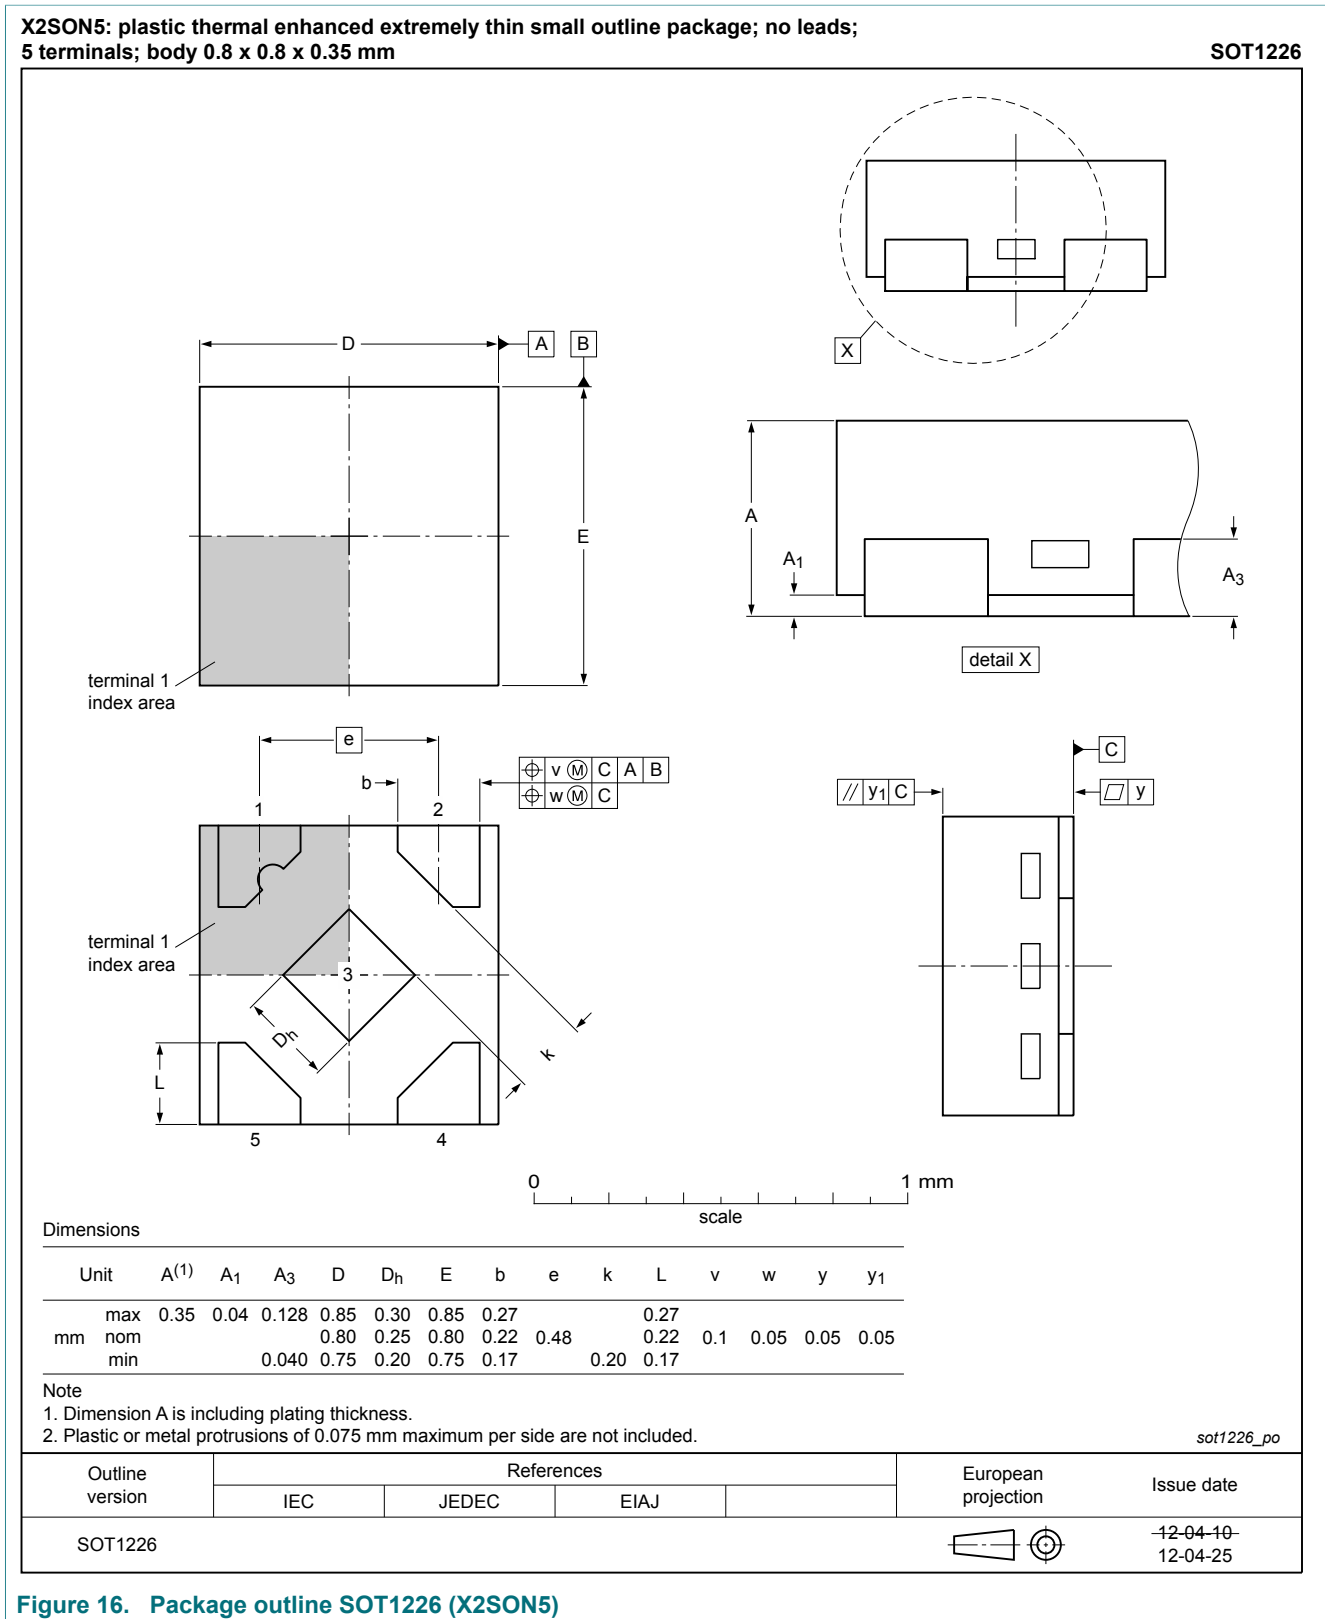 X2SON5: plastic thermal enhanced extremely thin small outline package; no leads;
5 terminals; body 0.8 x 0.8 x 0.35 mm SOT1226
X
D A B
E
terminal 1
index area
A
A1
A3
detail X
e
b
v M C A B
w M C
1 2
terminal 1
index area
3
Dh
k
L
5 4
C
// y1 C
y
0 1 mm
scale
Dimensions
Unit A(1) A1 A3 D Dh E b e k L v w y y1
max 0.35 0.04 0.128 0.85 0.30 0.85 0.27 0.27
mm nom 0.80 0.25 0.80 0.22 0.48 0.22 0.1 0.05 0.05 0.05
min 0.040 0.75 0.20 0.75 0.17 0.20 0.17
Note
1. Dimension A is including plating thickness.
2. Plastic or metal protrusions of 0.075 mm maximum per side are not included.
sot1226_po
Outline
version
References
IEC JEDEC EIAJ
European
projection
Issue date
SOT1226
12-04-10
12-04-25
Figure 16. Package outline SOT1226 (X2SON5)